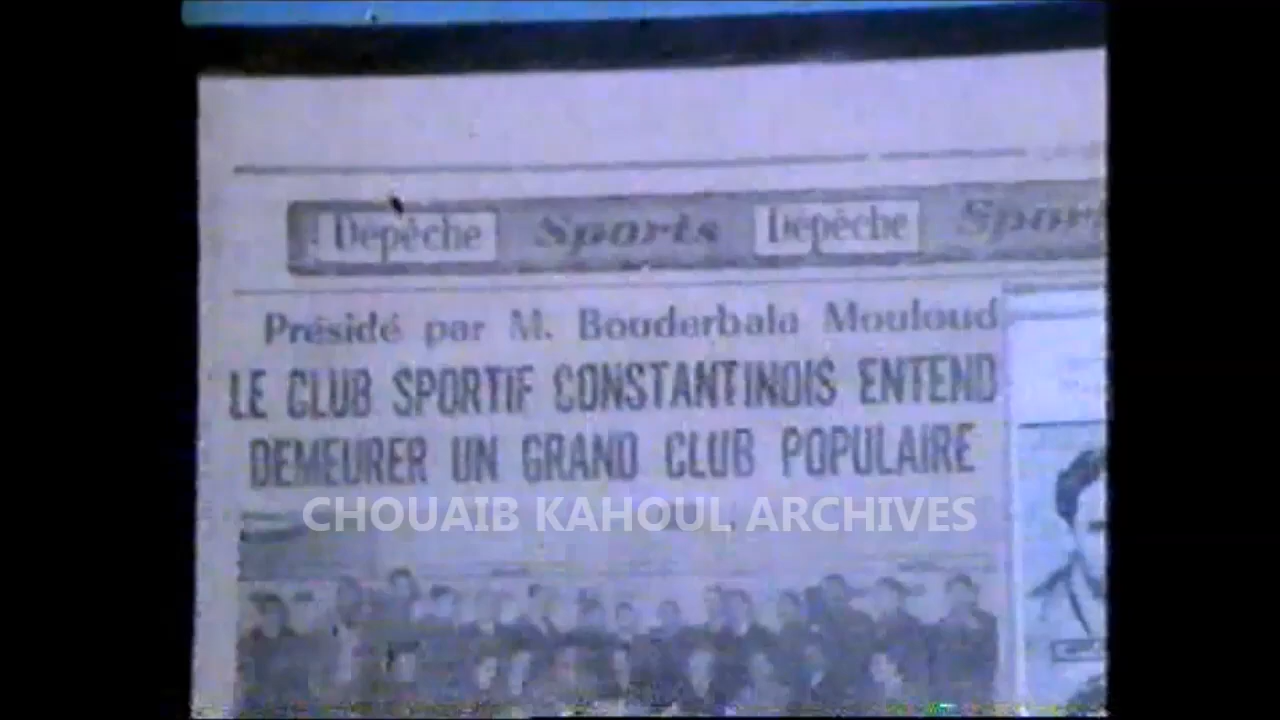 Dépêche Sports Dépêche Sports
Présidé par M. Bouderbala Mouloud
LE CLUB SPORTIF CONSTANTINOIS ENTEND
DEMEURER UN GRAND CLUB POPULAIRE
CHOUAIB KAHOUL ARCHIVES